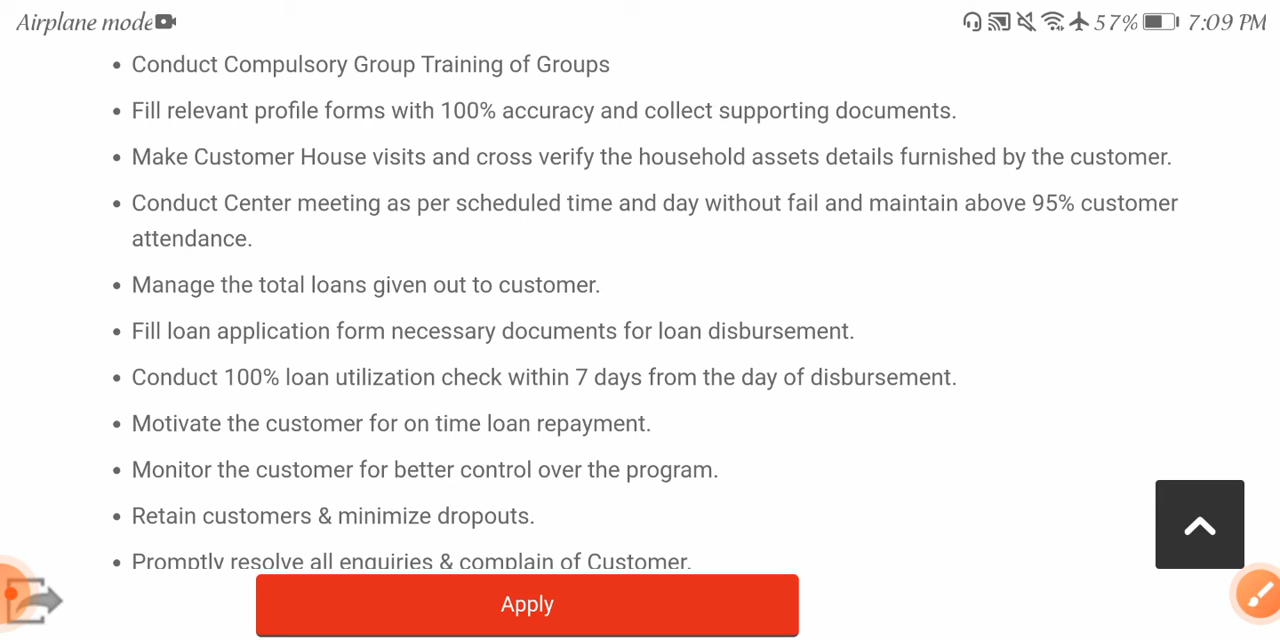 Airplane mode 57% 7:09 PM
• Conduct Compulsory Group Training of Groups
• Fill relevant profile forms with 100% accuracy and collect supporting documents.
• Make Customer House visits and cross verify the household assets details furnished by the customer.
• Conduct Center meeting as per scheduled time and day without fail and maintain above 95% customer
attendance.
• Manage the total loans given out to customer.
• Fill loan application form necessary documents for loan disbursement.
• Conduct 100% loan utilization check within 7 days from the day of disbursement.
• Motivate the customer for on time loan repayment.
• Monitor the customer for better control over the program.
• Retain customers & minimize dropouts.
• Promptly resolve all enquiries & complain of Customer.
Apply